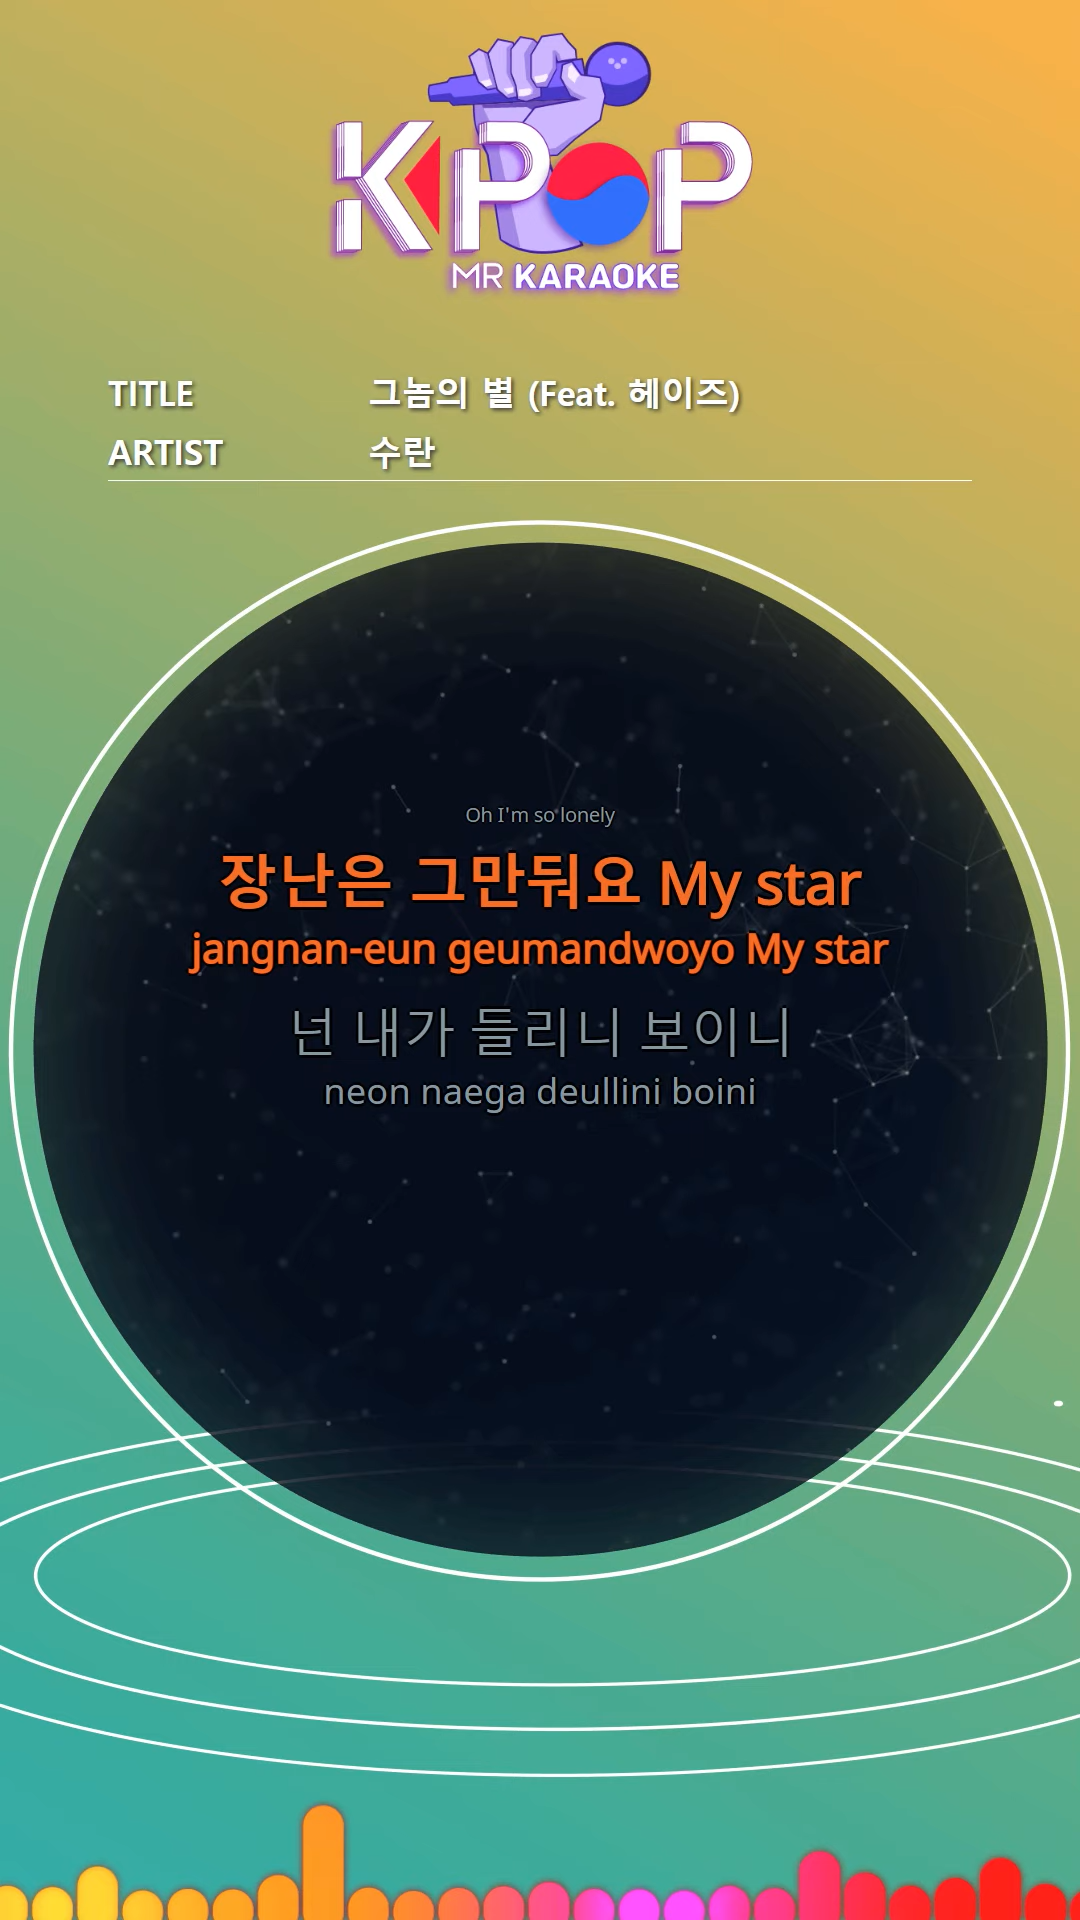 KPOP
MR KARAOKE
TITLE 그놈의 별 (Feat. 헤이즈)
ARTIST 수란
Oh I'm so lonely
장난은 그만둬요 My star
jangnan-eun geumandwoyo My star
넌 내가 들리니 보이니
neon naega deullini boini